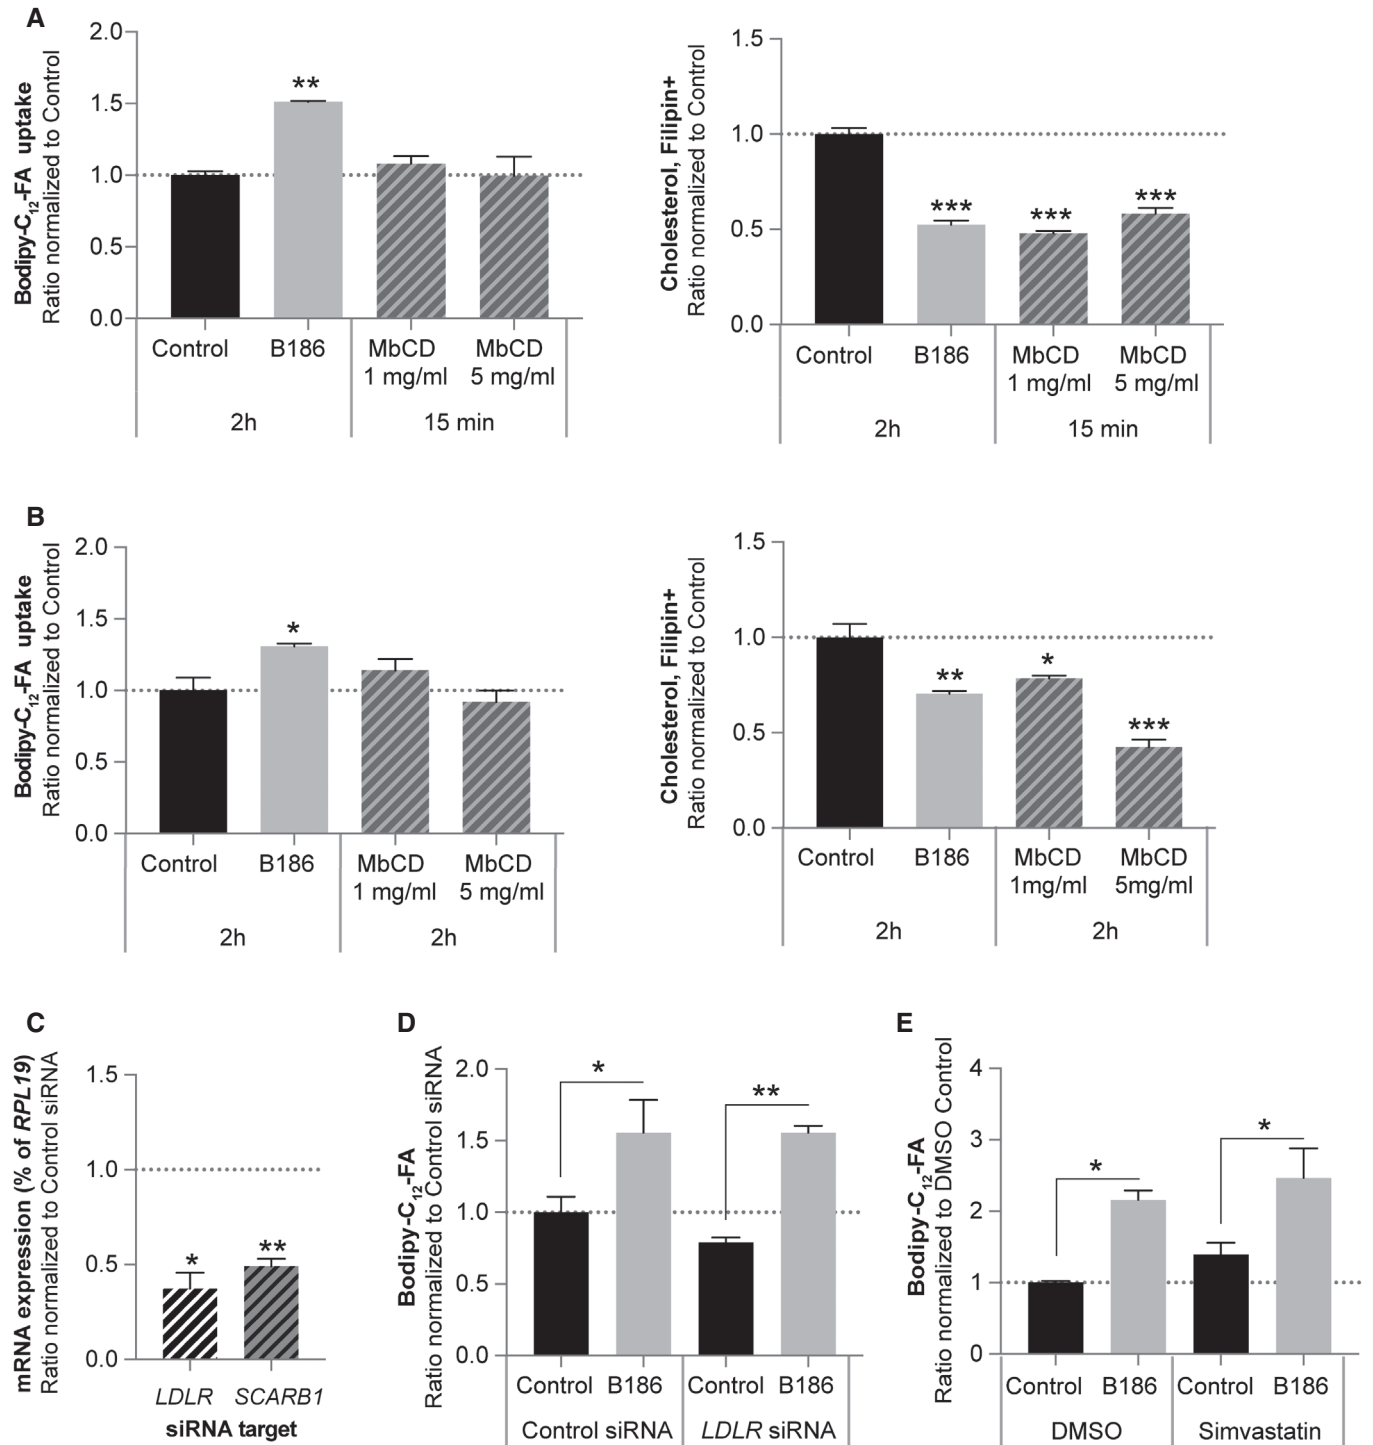 A
Bodipy-C12-FA uptake
Ratio normalized to Control
2.0
1.5
1.0
0.5
0.0
**
Control
B186
MbCD
1 mg/ml
MbCD
5 mg/ml
2h
15 min
Cholesterol, Filipin+
Ratio normalized to Control
1.5
1.0
0.5
0.0
***
***
***
Control
B186
MbCD
1 mg/ml
MbCD
5 mg/ml
2h
15 min
B
Bodipy-C12-FA uptake
Ratio normalized to Control
2.0
1.5
1.0
0.5
0.0
*
Control
B186
MbCD
1 mg/ml
MbCD
5 mg/ml
2h
2h
Cholesterol, Filipin+
Ratio normalized to Control
1.5
1.0
0.5
0.0
**
*
***
Control
B186
MbCD
1mg/ml
MbCD
5mg/ml
2h
2h
C
mRNA expression (% of RPL19)
Ratio normalized to Control siRNA
1.5
1.0
0.5
0.0
*
**
LDLR
SCARB1
siRNA target
D
Bodipy-C12-FA
Ratio normalized to Control siRNA
2.0
1.5
1.0
0.5
0.0
*
**
Control
B186
Control
B186
Control siRNA
LDLR siRNA
E
Bodipy-C12-FA
Ratio normalized to DMSO Control
4
3
2
1
0
*
*
Control
B186
Control
B186
DMSO
Simvastatin